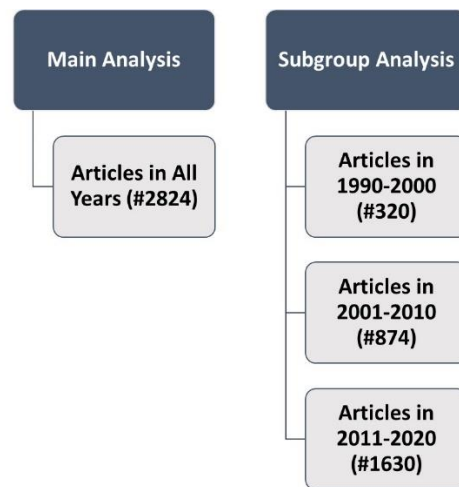 Main Analysis
Articles in All
Years (#2824)
Subgroup Analysis
Articles in
1990-2000
(#320)
Articles in
2001-2010
(#874)
Articles in
2011-2020
(#1630)